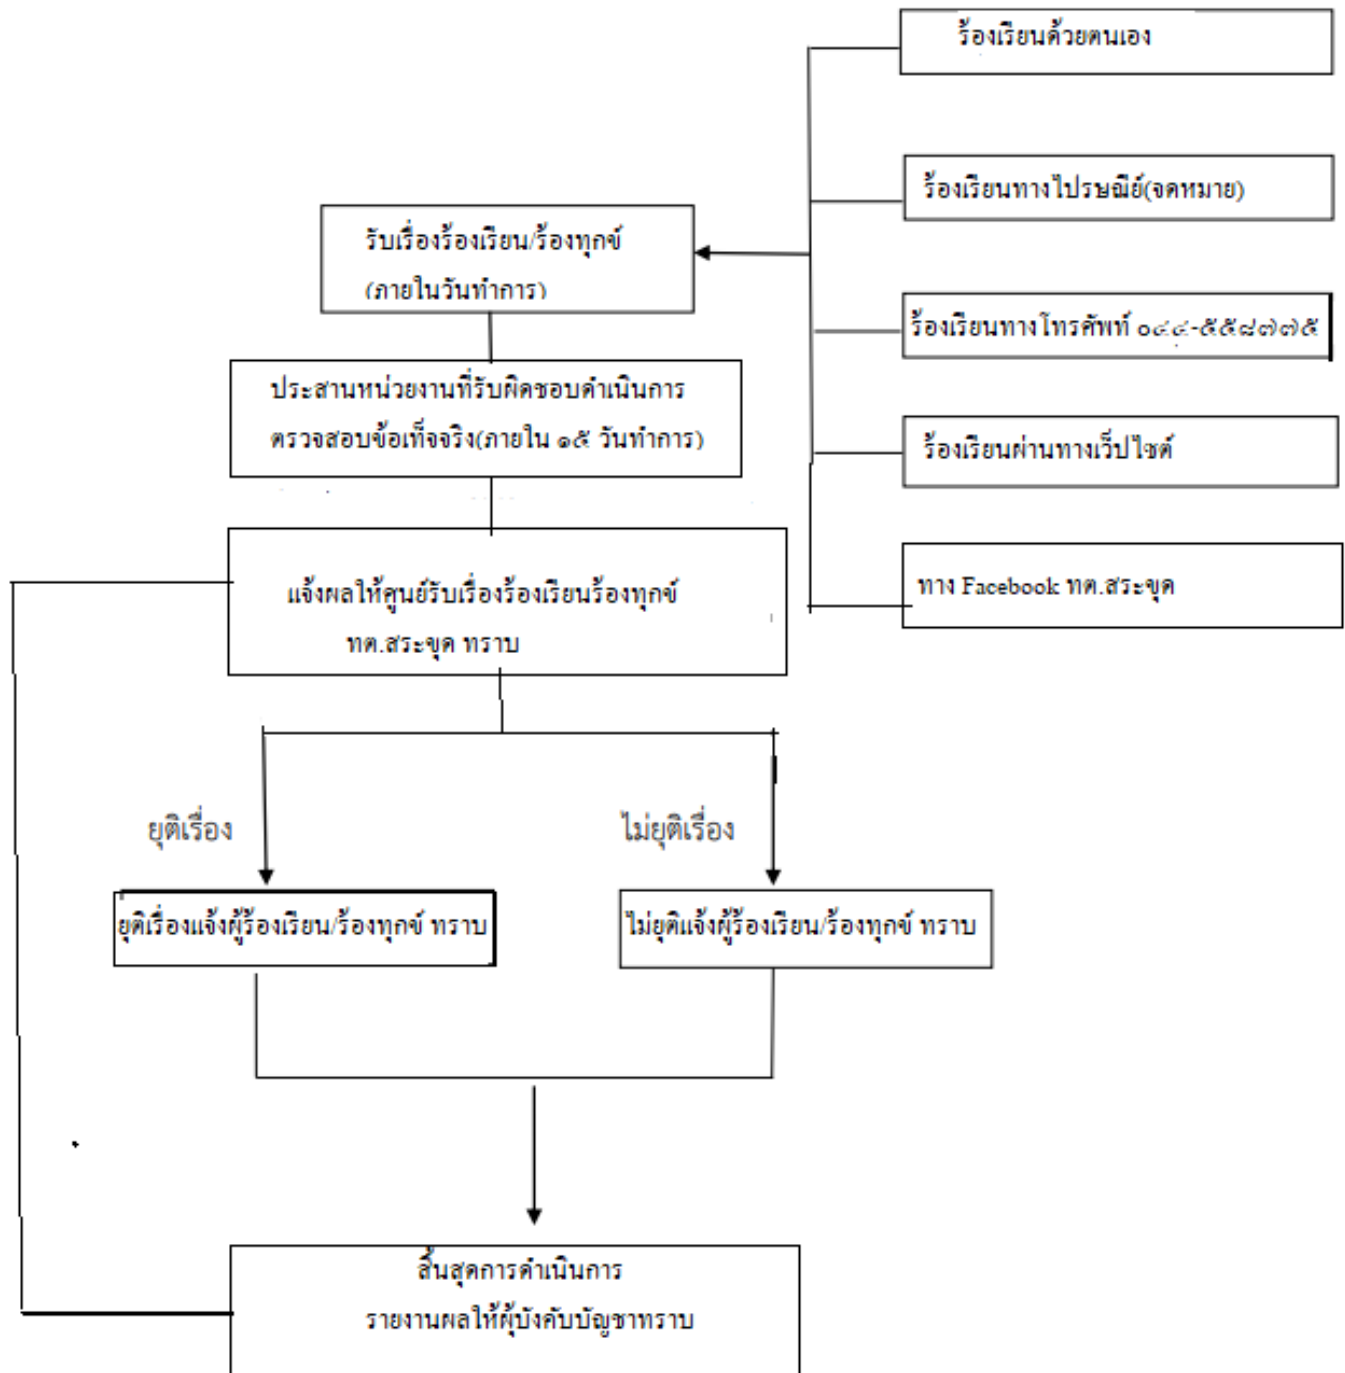 ร้องเรียนด้วยตนเอง
ร้องเรียนทางไปรษณีย์(จดหมาย)
รับเรื่องร้องเรียน/ร้องทุกข์
(ภายในวันทำการ)
ร้องเรียนทางโทรศัพท์ ๐๔๔-๕๕๘๗๗๕
ประสานหน่วยงานที่รับผิดชอบดำเนินการ
ตรวจสอบข้อเท็จจริง(ภายใน ๑๕ วันทำการ)
ร้องเรียนผ่านทางเว็ปไซต์
แจ้งผลให้ศูนย์รับเรื่องร้องเรียนร้องทุกข์
ทต.สระขุด ทราบ
ทาง Facebook ทต.สระขุด
ยุติเรื่อง
ไม่ยุติเรื่อง
ยุติเรื่องแจ้งผู้ร้องเรียน/ร้องทุกข์ ทราบ
ไม่ยุติแจ้งผู้ร้องเรียน/ร้องทุกข์ ทราบ
สิ้นสุดการดำเนินการ
รายงานผลให้ผุ้บังคับบัญชาทราบ